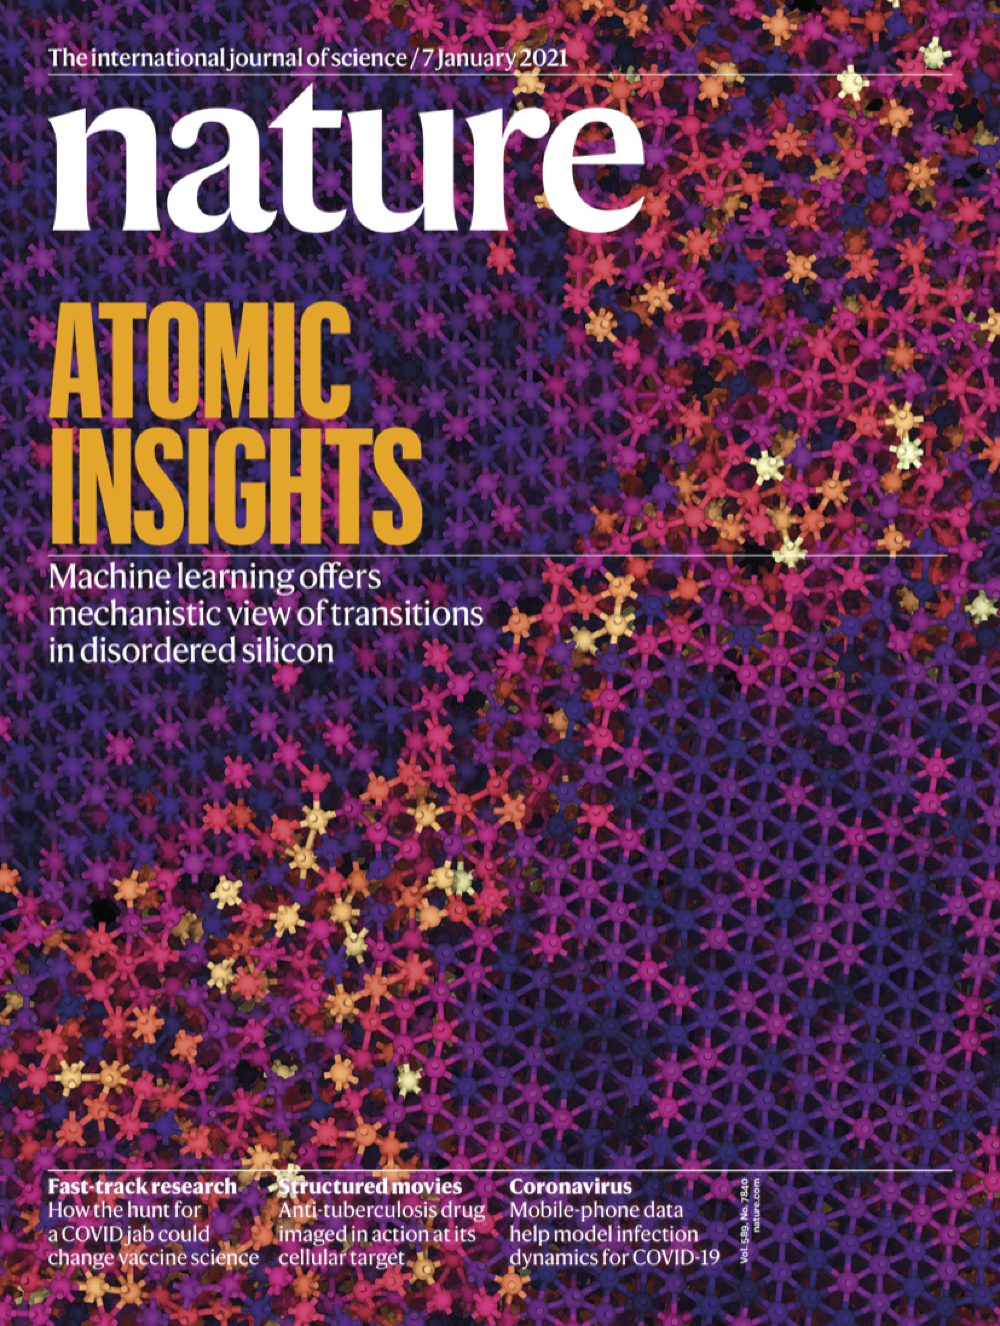 The international journal of science / 7 January 2021
nature
ATOMIC
INSIGHTS
Machine learning offers
mechanistic view of transitions
in disordered silicon
Fast-track research
How the hunt for
a COVID jab could
change vaccine science
Structured movies
Anti-tuberculosis drug
imaged in action at its
cellular target
Coronavirus
Mobile-phone data
help model infection
dynamics for COVID-19
Vol. 589, No. 7840
nature.com